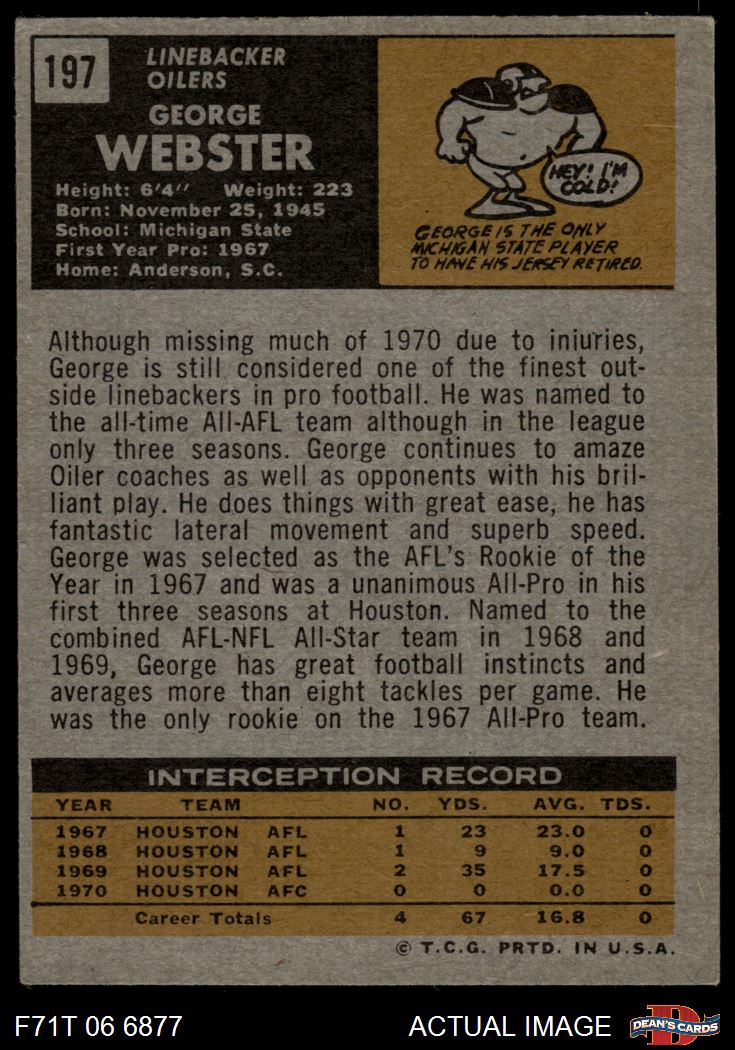 197
LINEBACKER
OILERS
GEORGE
WEBSTER
Height: 6'4" Weight: 223
Born: November 25, 1945
School: Michigan State
First Year Pro: 1967
Home: Anderson, S.C.
HEY! I'M
COLD!
GEORGE IS THE ONLY
MICHIGAN STATE PLAYER
TO HAVE HIS JERSEY RETIRED.
Although missing much of 1970 due to iniuries,
George is still considered one of the finest out-
side linebackers in pro football. He was named to
the all-time All-AFL team although in the league
only three seasons. George continues to amaze
Oiler coaches as well as opponents with his bril-
liant play. He does things with great ease, he has
fantastic lateral movement and superb speed.
George was selected as the AFL's Rookie of the
Year in 1967 and was a unanimous All-Pro in his
first three seasons at Houston. Named to the
combined AFL-NFL All-Star team in 1968 and
1969, George has great football instincts and
averages more than eight tackles per game. He
was the only rookie on the 1967 All-Pro team.
INTERCEPTION RECORD
YEAR TEAM NO. YDS. AVG. TDS.
1967 HOUSTON AFL 1 23 23.0 0
1968 HOUSTON AFL 1 9 9.0 0
1969 HOUSTON AFL 2 35 17.5 0
1970 HOUSTON AFC 0 0 0.0 0
Career Totals 4 67 16.8 0
© T.C.G. PRTD. IN U.S.A.
F71T 06 6877 ACTUAL IMAGE D DEAN'S CARDS